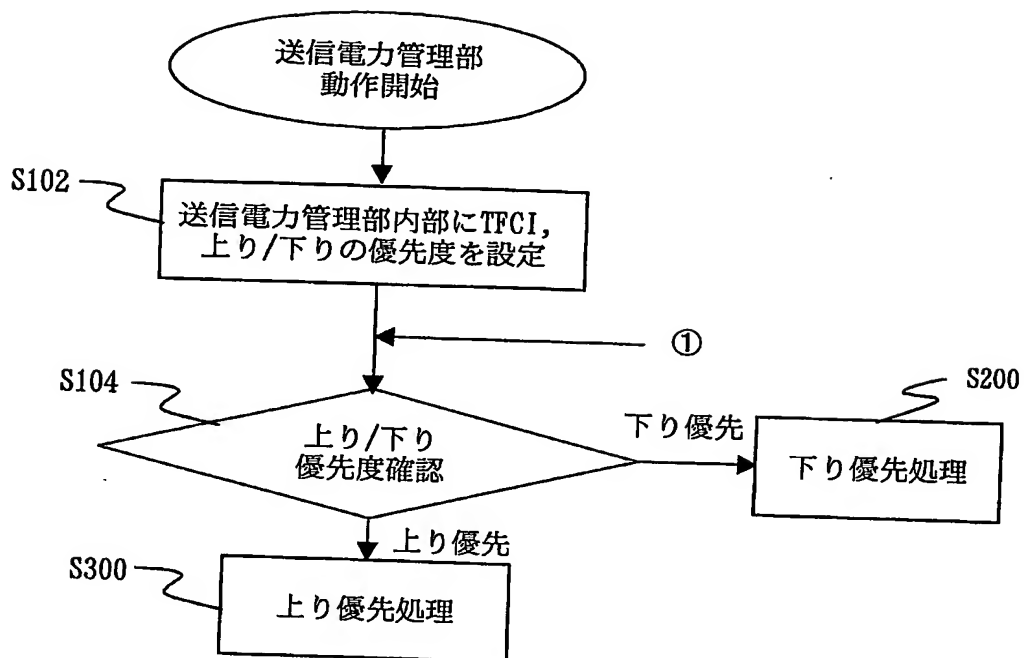 送信電力管理部
動作開始
S102
送信電力管理部内部にTFCI,
上り/下りの優先度を設定
①
S104
上り/下り
優先度確認
下り優先
S200
下り優先処理
上り優先
S300
上り優先処理